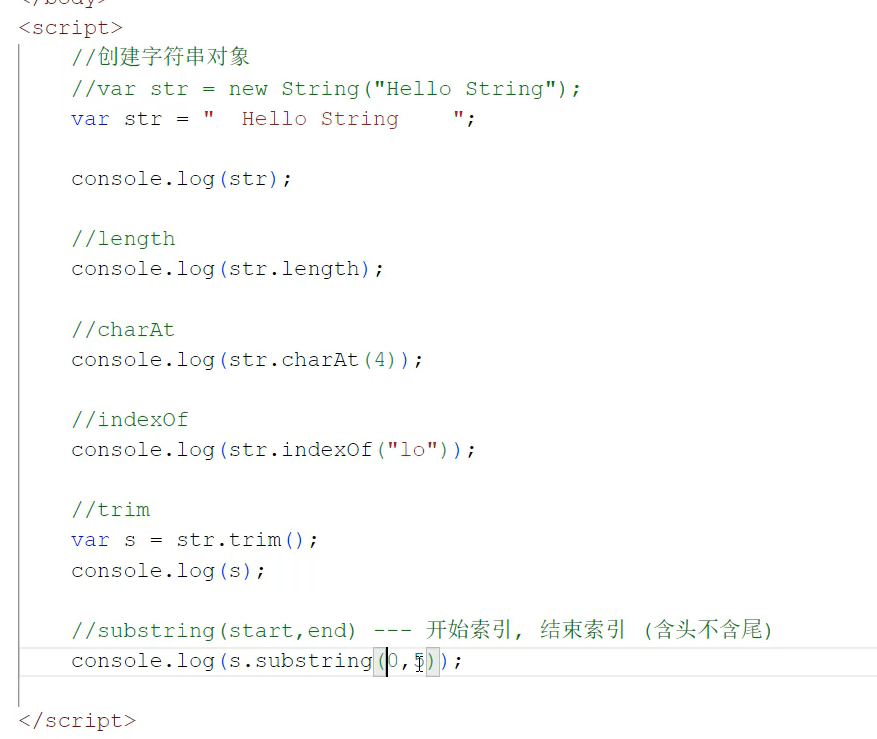 </body>
<script>
//创建字符串对象
//var str = new String("Hello String");
var str = "  Hello String    ";
console.log(str);
//length
console.log(str.length);
//charAt
console.log(str.charAt(4));
//indexOf
console.log(str.indexOf("lo"));
//trim
var s = str.trim();
console.log(s);
//substring(start,end) --- 开始索引, 结束索引 (含头不含尾)
console.log(s.substring(0,5));
</script>